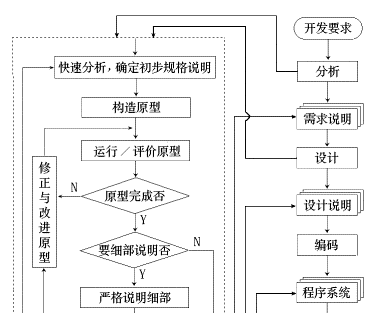 开发要求
快速分析,确定初步规格说明
分析
构造原型
需求说明
运行/评价原型
设计
修正与改进原型
N
原型完成否
Y
设计说明
要细部说明否
N
编码
Y
严格说明细部
程序系统